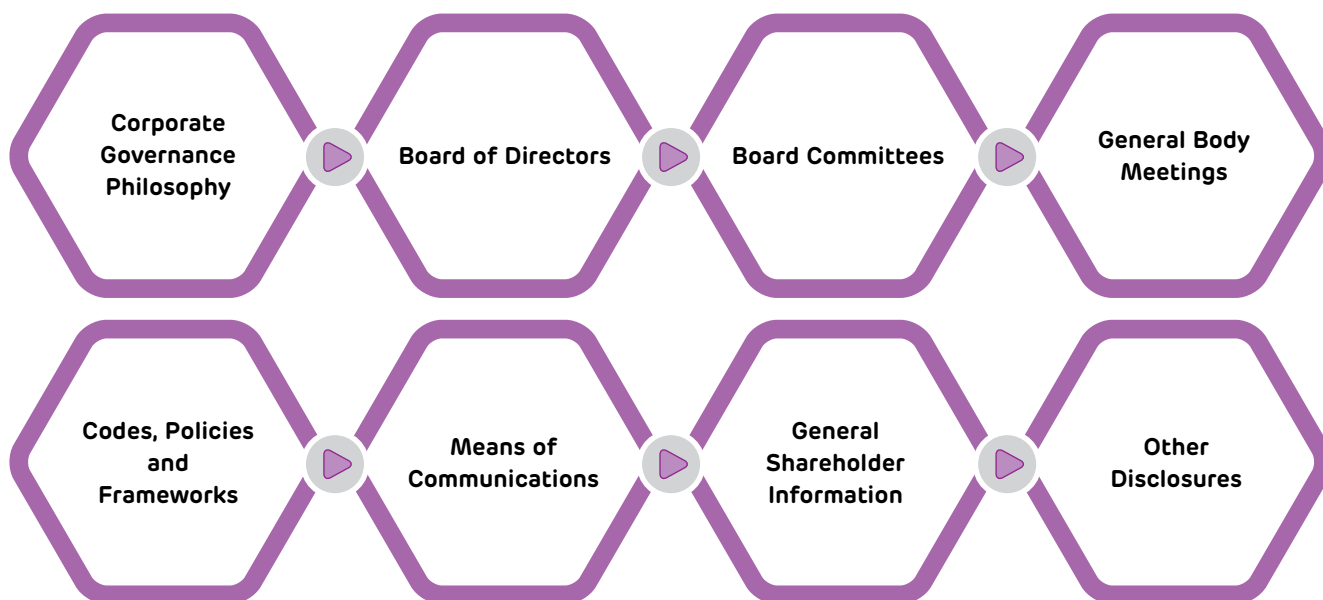 Corporate
Governance
Philosophy
Board of Directors
Board Committees
General Body
Meetings
Codes, Policies
and
Frameworks
Means of
Communications
General
Shareholder
Information
Other
Disclosures